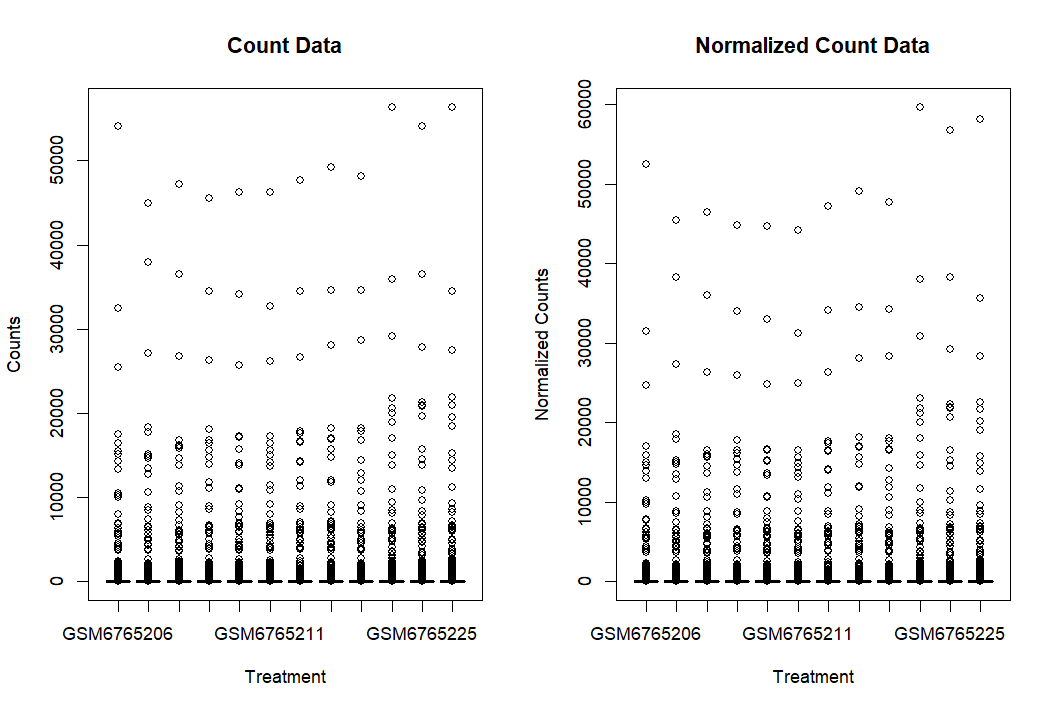 Count Data
Counts
50000
40000
30000
20000
10000
0
GSM6765206 GSM6765211 GSM6765225
Treatment
Normalized Count Data
Normalized Counts
60000
50000
40000
30000
20000
10000
0
GSM6765206 GSM6765211 GSM6765225
Treatment